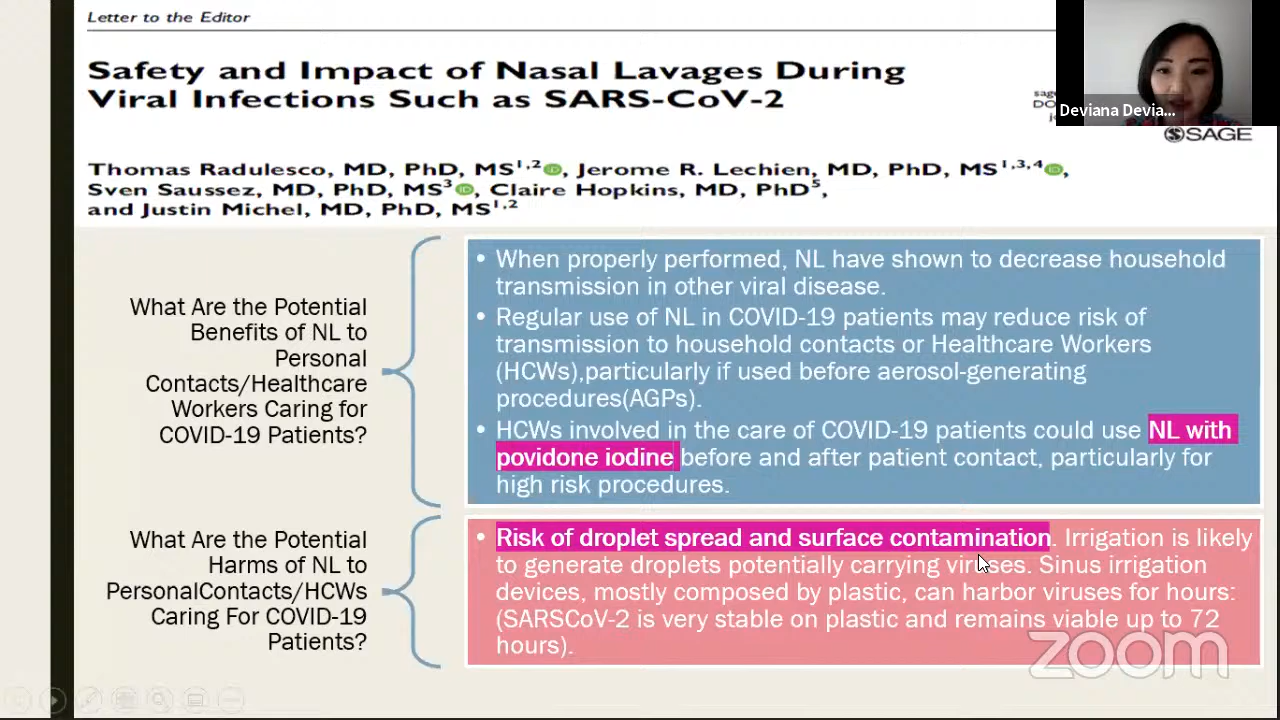 Letter to the Editor
Safety and Impact of Nasal Lavages During
Viral Infections Such as SARS-CoV-2
Deviana Devia...
SAGE
Thomas Radulesco, MD, PhD, MS1,2, Jerome R. Lechien, MD, PhD, MS1,3,4,
Sven Saussez, MD, PhD, MS3, Claire Hopkins, MD, PhD5,
and Justin Michel, MD, PhD, MS1,2
What Are the Potential
Benefits of NL to
Personal
Contacts/Healthcare
Workers Caring for
COVID-19 Patients?
• When properly performed, NL have shown to decrease household
transmission in other viral disease.
• Regular use of NL in COVID-19 patients may reduce risk of
transmission to household contacts or Healthcare Workers
(HCWs),particularly if used before aerosol-generating
procedures(AGPs).
• HCWs involved in the care of COVID-19 patients could use NL with
povidone iodine before and after patient contact, particularly for
high risk procedures.
What Are the Potential
Harms of NL to
PersonalContacts/HCWs
Caring For COVID-19
Patients?
• Risk of droplet spread and surface contamination. Irrigation is likely
to generate droplets potentially carrying viruses. Sinus irrigation
devices, mostly composed by plastic, can harbor viruses for hours:
(SARSCoV-2 is very stable on plastic and remains viable up to 72
hours).
zoom